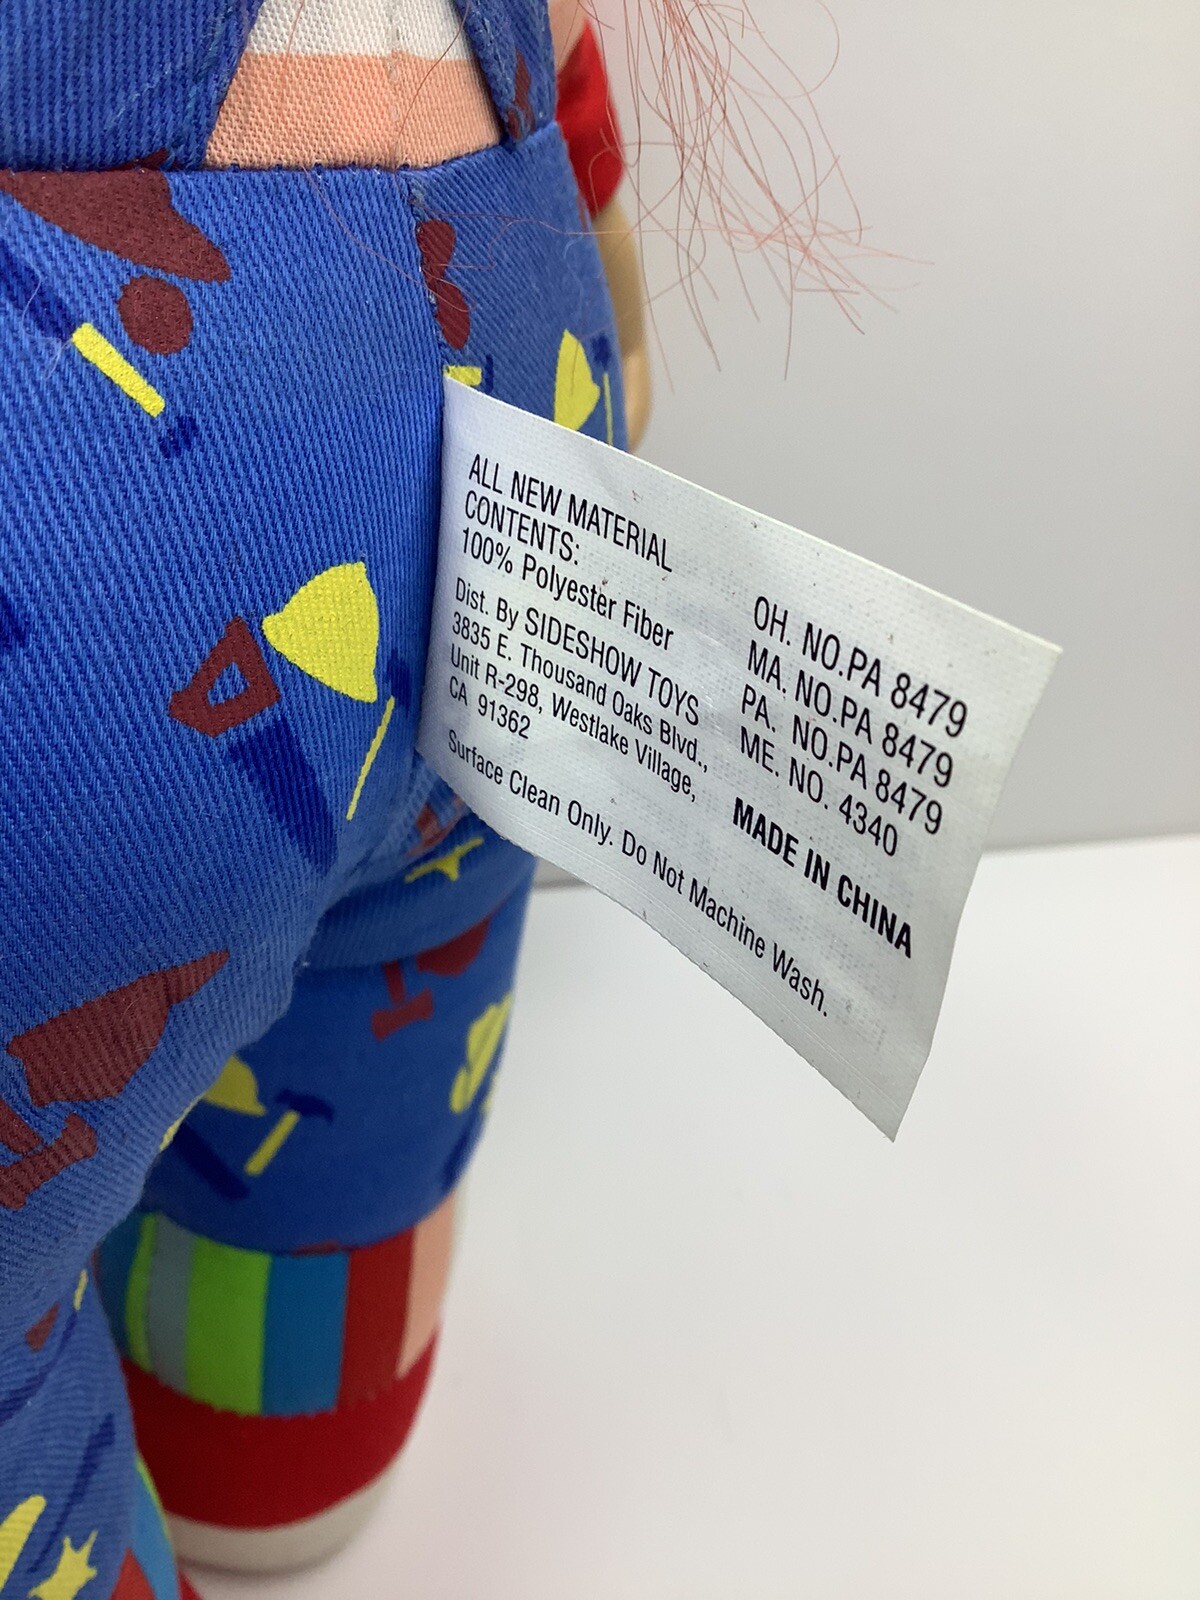 ALL NEW MATERIAL
CONTENTS:
100% Polyester Fiber
Dist. By SIDESHOW TOYS
3835 E. Thousand Oaks Blvd.,
Unit R-298, Westlake Village,
CA 91362
Surface Clean Only. Do Not Machine Wash.
OH. NO.PA 8479
MA. NO.PA 8479
PA. NO.PA 8479
ME. NO. 4340
MADE IN CHINA